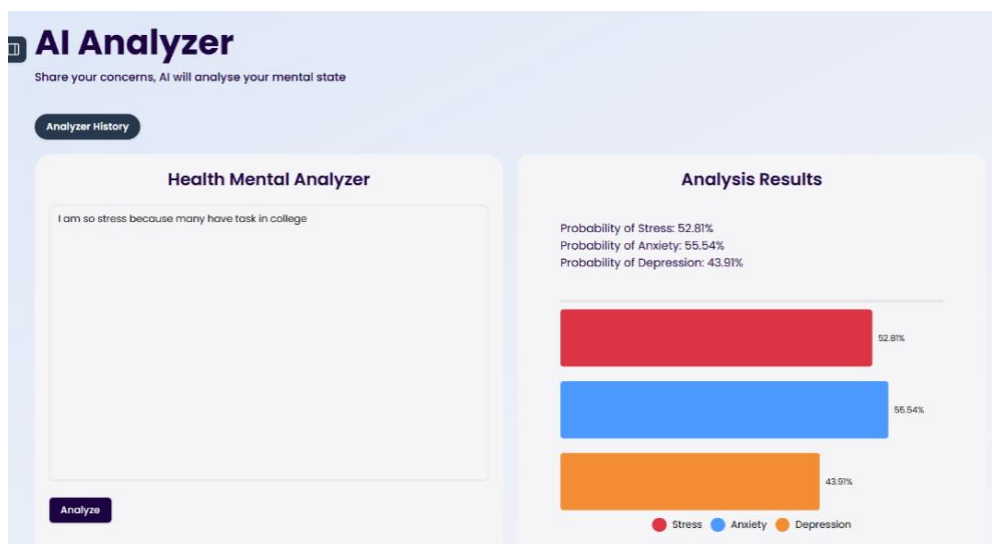 AI Analyzer
Share your concerns, AI will analyse your mental state
Analyzer History
Health Mental Analyzer
I am so stress because many have task in college
Analyze
Analysis Results
Probability of Stress: 52.81%
Probability of Anxiety: 55.54%
Probability of Depression: 43.91%
52.81%
55.54%
43.91%
Stress Anxiety Depression